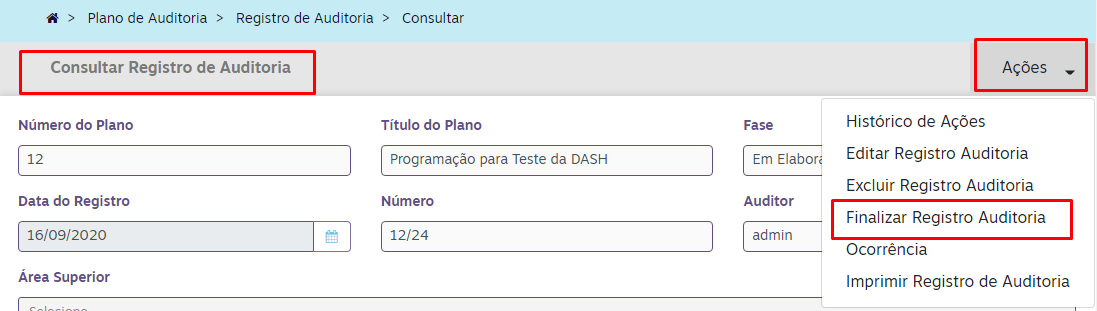 > Plano de Auditoria > Registro de Auditoria > Consultar
Consultar Registro de Auditoria
Ações
Número do Plano
Título do Plano
Fase
12
Programação para Teste da DASH
Em Elabora
Data do Registro
Número
Auditor
16/09/2020
12/24
admin
Área Superior
Selecione
Histórico de Ações
Editar Registro Auditoria
Excluir Registro Auditoria
Finalizar Registro Auditoria
Ocorrência
Imprimir Registro de Auditoria